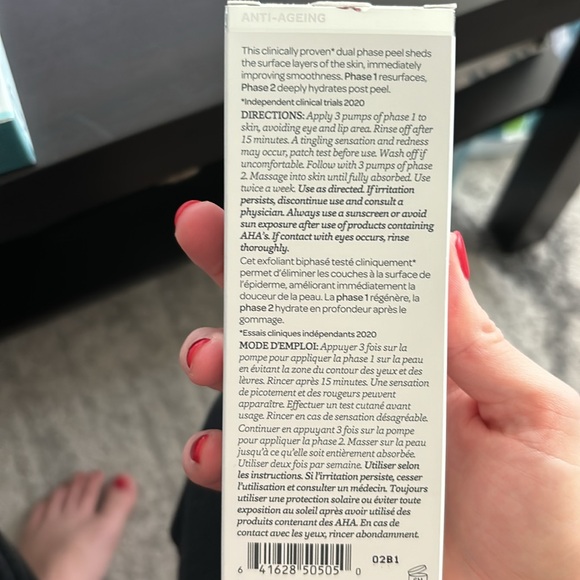 ANTI-AGEING
This clinically proven* dual phase peel sheds
the surface layers of the skin, immediately
improving smoothness. Phase 1 resurfaces,
Phase 2 deeply hydrates post peel.
*Independent clinical trials 2020
DIRECTIONS: Apply 3 pumps of phase 1 to
skin, avoiding eye and lip area. Rinse off after
15 minutes. A tingling sensation and redness
may occur, patch test before use. Wash off if
uncomfortable. Follow with 3 pumps of phase
2. Massage into skin until fully absorbed. Use
twice a week. Use as directed. If irritation
persists, discontinue use and consult a
physician. Always use a sunscreen or avoid
sun exposure after use of products containing
AHA's. If contact with eyes occurs, rinse
thoroughly.
Cet exfoliant biphasé testé cliniquement*
permet d'éliminer les couches à la surface de
l'épiderme, améliorant immédiatement la
douceur de la peau. La phase 1 régénère, la
phase 2 hydrate en profondeur après le
gommage.
*Essais cliniques indépendants 2020
MODE D'EMPLOI: Appuyer 3 fois sur la
pompe pour appliquer la phase 1 sur la peau
en évitant la zone du contour des yeux et des
lèvres. Rincer après 15 minutes. Une sensation
de picotement et des rougeurs peuvent
apparaître. Effectuer un test cutané avant
usage. Rincer en cas de sensation désagréable.
Continuer en appuyant 3 fois sur la pompe
pour appliquer la phase 2. Masser sur la peau
jusqu'à ce qu'elle soit entièrement absorbée.
Utiliser deux fois par semaine. Utiliser selon
les instructions. Si l'irritation persiste, cesser
l'utilisation et consulter un médecin. Toujours
utiliser une protection solaire ou éviter toute
exposition au soleil après avoir utilisé des
produits contenant des AHA. En cas de
contact avec les yeux, rincer abondamment.
02B1
6 41628 50505 0